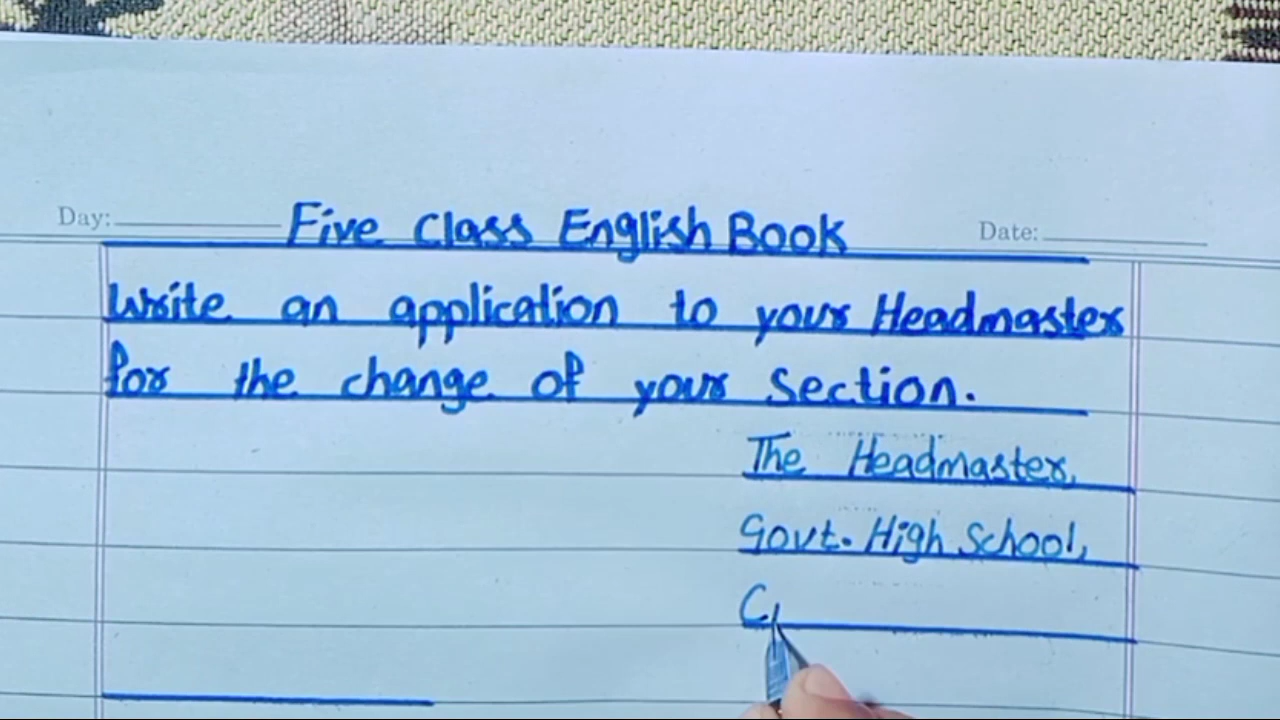 Day: Five Class English Book Date:
Write an application to your Headmaster
for the change of your Section.
The Headmaster,
Govt. High School,